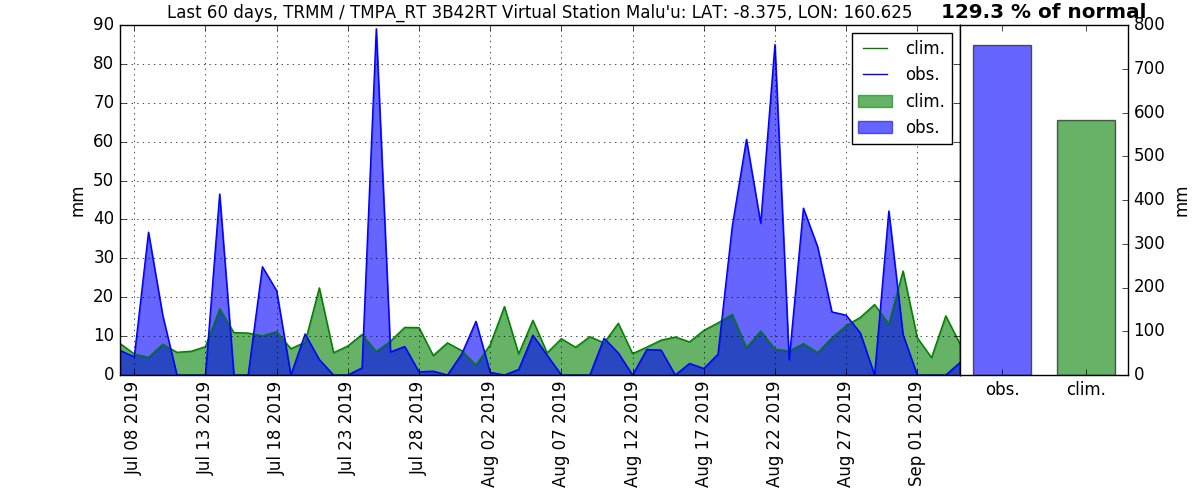 Last 60 days, TRMM / TMPA_RT 3B42RT Virtual Station Malu'u: LAT: -8.375, LON: 160.625
129.3 % of normal
90
80
70
60
50
40
30
20
10
0
mm
clim.
obs.
clim.
obs.
800
700
600
500
400
300
200
100
0
mm
Jul 08 2019
Jul 13 2019
Jul 18 2019
Jul 23 2019
Jul 28 2019
Aug 02 2019
Aug 07 2019
Aug 12 2019
Aug 17 2019
Aug 22 2019
Aug 27 2019
Sep 01 2019
obs.
clim.